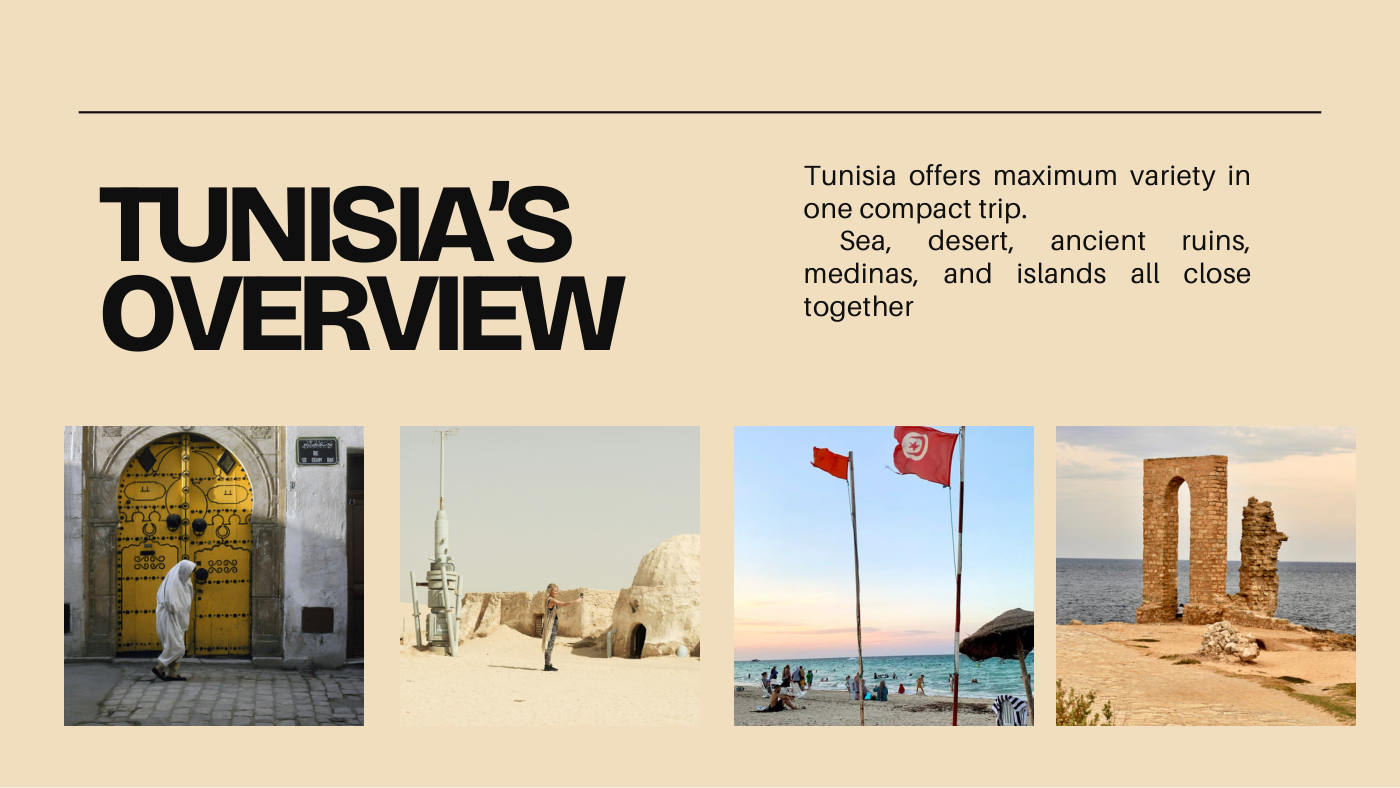 TUNISIA’S
OVERVIEW
Tunisia offers maximum variety in
one compact trip.
Sea, desert, ancient ruins,
medinas, and islands all close
together